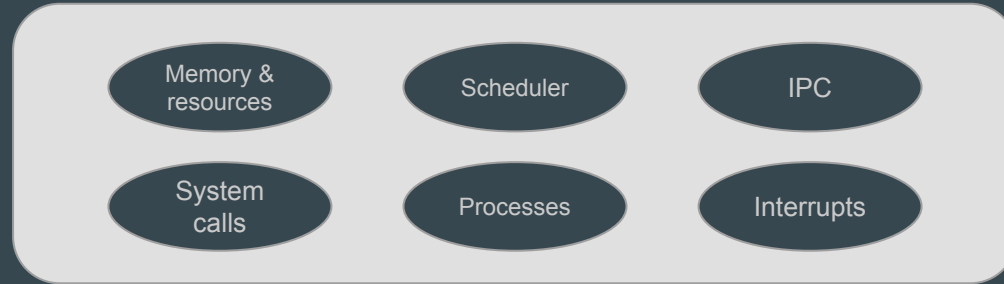 Memory &
resources
Scheduler
IPC
System
calls
Processes
Interrupts